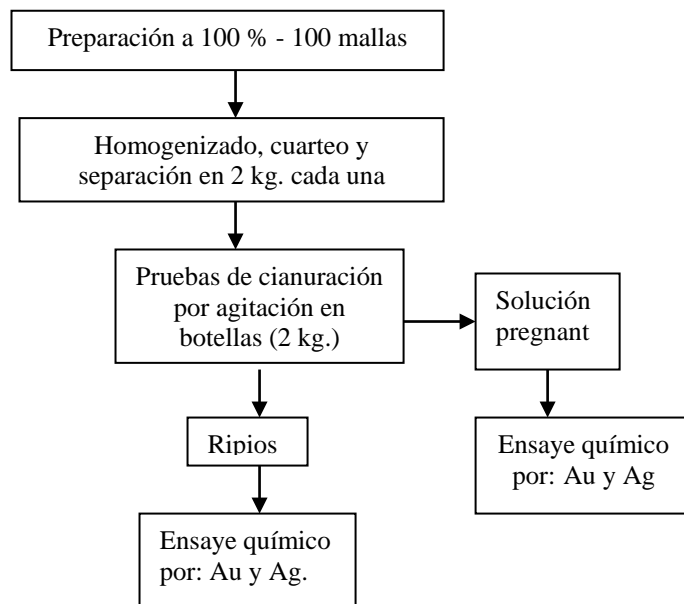 Preparación a 100 % - 100 mallas
Homogenizado, cuarteo y
separación en 2 kg. cada una
Pruebas de cianuración
por agitación en
botellas (2 kg.)
Solución
pregnant
Ripios
Ensaye químico
por: Au y Ag
Ensaye químico
por: Au y Ag.